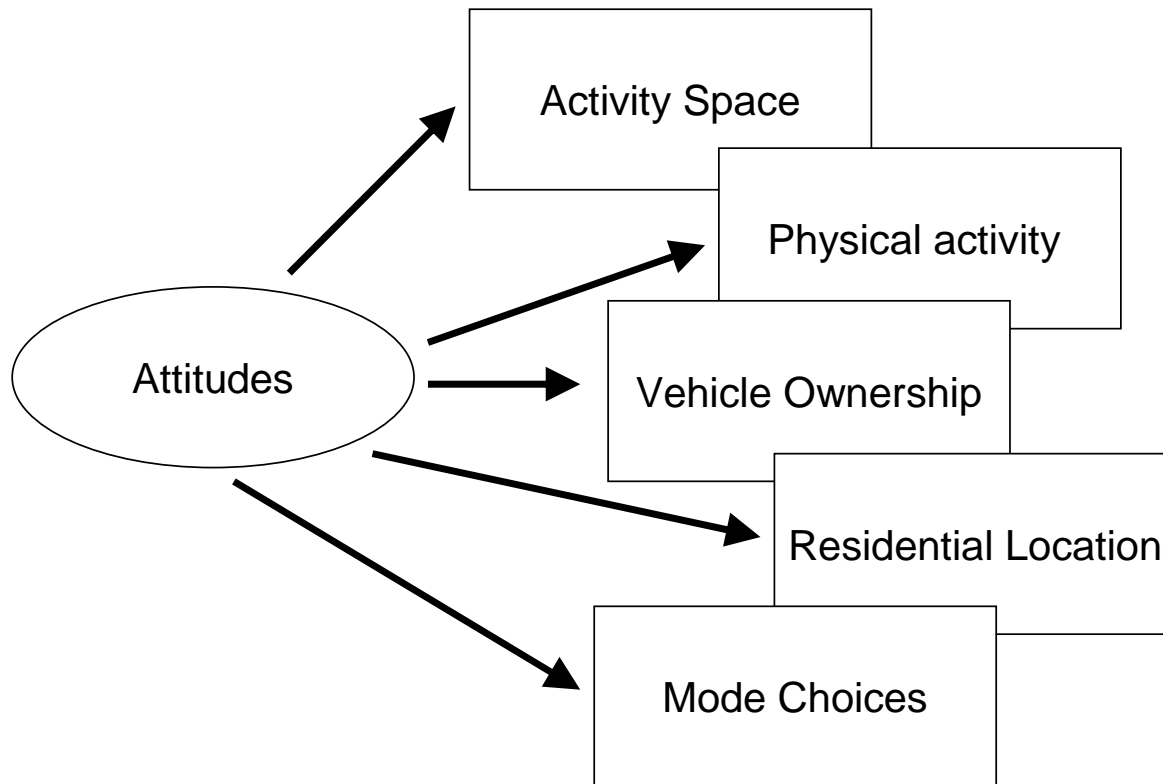 Activity Space
Physical activity
Attitudes
Vehicle Ownership
Residential Location
Mode Choices